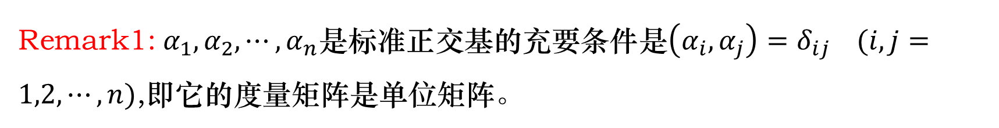 Remark1: α₁,α₂,⋯,αₙ是标准正交基的充要条件是(αᵢ,αⱼ) = δᵢⱼ (i,j =
1,2,⋯,n),即它的度量矩阵是单位矩阵。